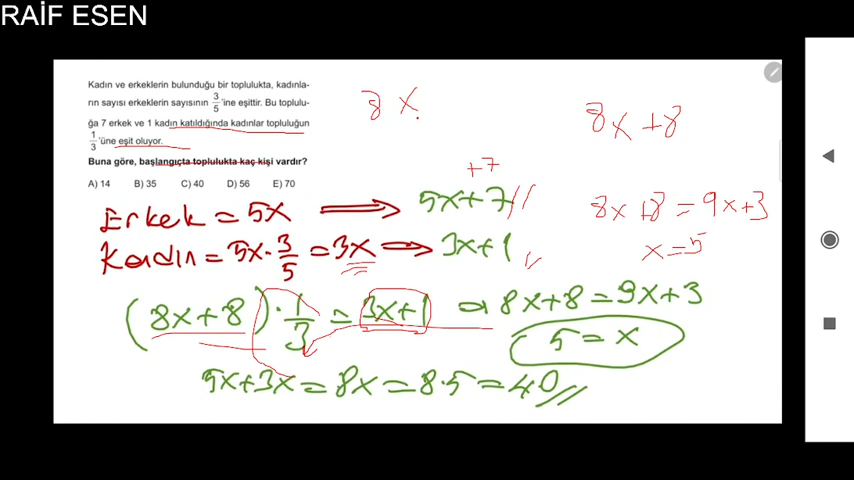 RAİF ESEN
Kadın ve erkeklerin bulunduğu bir toplulukta, kadınla-
rın sayısı erkeklerin sayısının 3/5'ine eşittir. Bu toplulu-
ğa 7 erkek ve 1 kadın katıldığında kadınlar topluluğun
1/3'üne eşit oluyor.
Buna göre, başlangıçta toplulukta kaç kişi vardır?
A) 14 B) 35 C) 40 D) 56 E) 70
8x
8x+8
+7
Erkek = 5x ⟹ 5x+7
8x+8=9x+3
Kadın = 5x·3/5 = 3x ⟹ 3x+1
x=5
(8x+8)·1/3 = 3x+1 ⇒ 8x+8=9x+3
5=x
5x+3x=8x=8·5=40